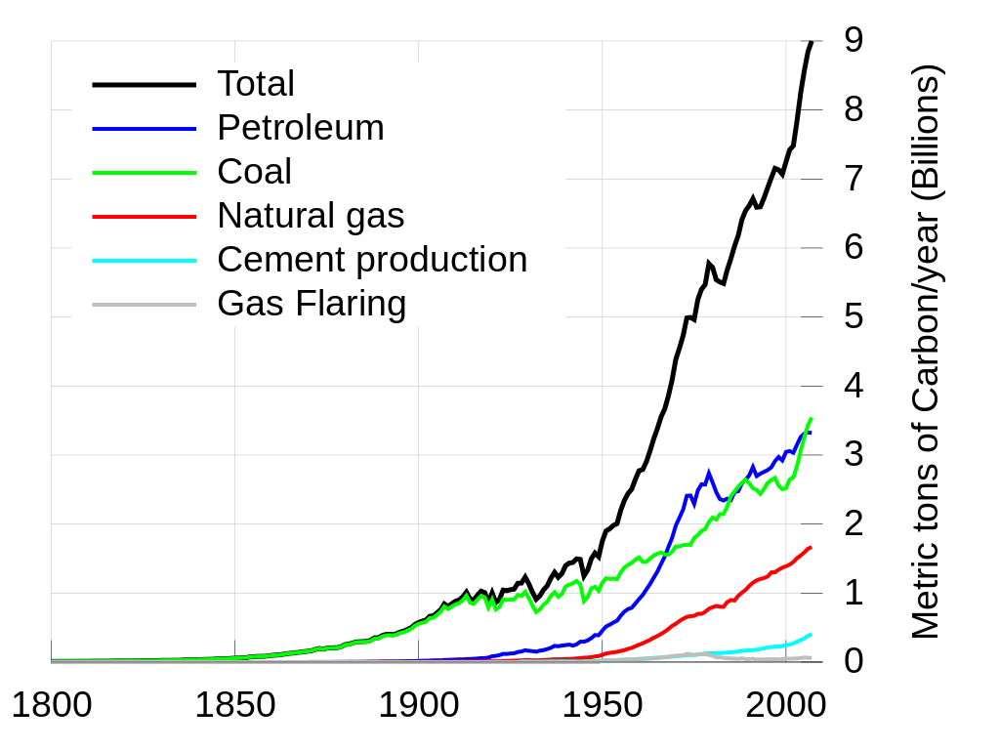 Total
Petroleum
Coal
Natural gas
Cement production
Gas Flaring
9
8
7
6
5
4
3
2
1
0
Metric tons of Carbon/year (Billions)
1800 1850 1900 1950 2000